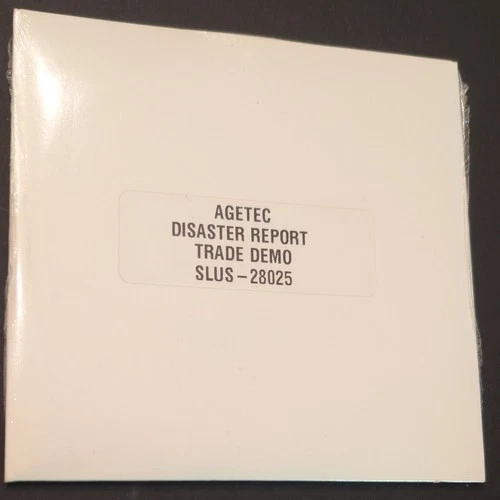 AGETEC
DISASTER REPORT
TRADE DEMO
SLUS-28025